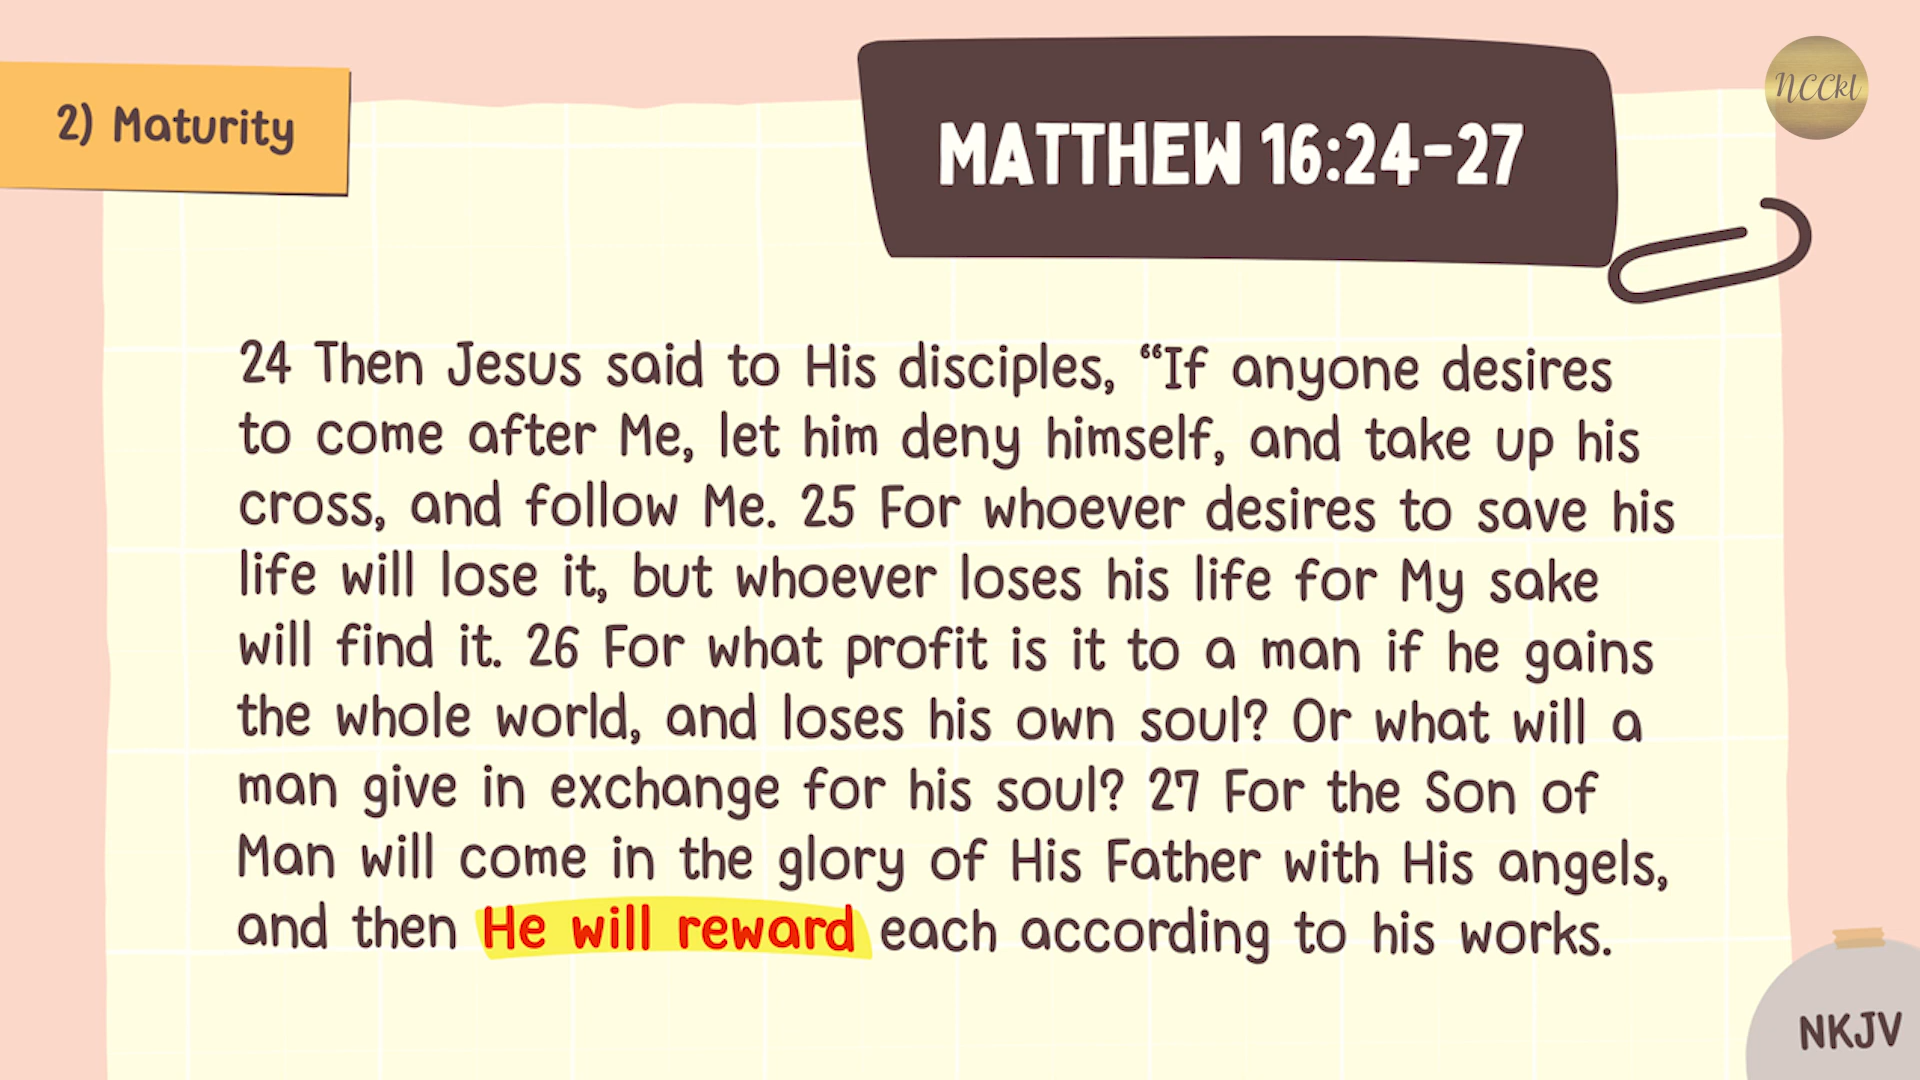 2) Maturity
MATTHEW 16:24-27
NCCkl
24 Then Jesus said to His disciples, “If anyone desires
to come after Me, let him deny himself, and take up his
cross, and follow Me. 25 For whoever desires to save his
life will lose it, but whoever loses his life for My sake
will find it. 26 For what profit is it to a man if he gains
the whole world, and loses his own soul? Or what will a
man give in exchange for his soul? 27 For the Son of
Man will come in the glory of His Father with His angels,
and then He will reward each according to his works.
NKJV